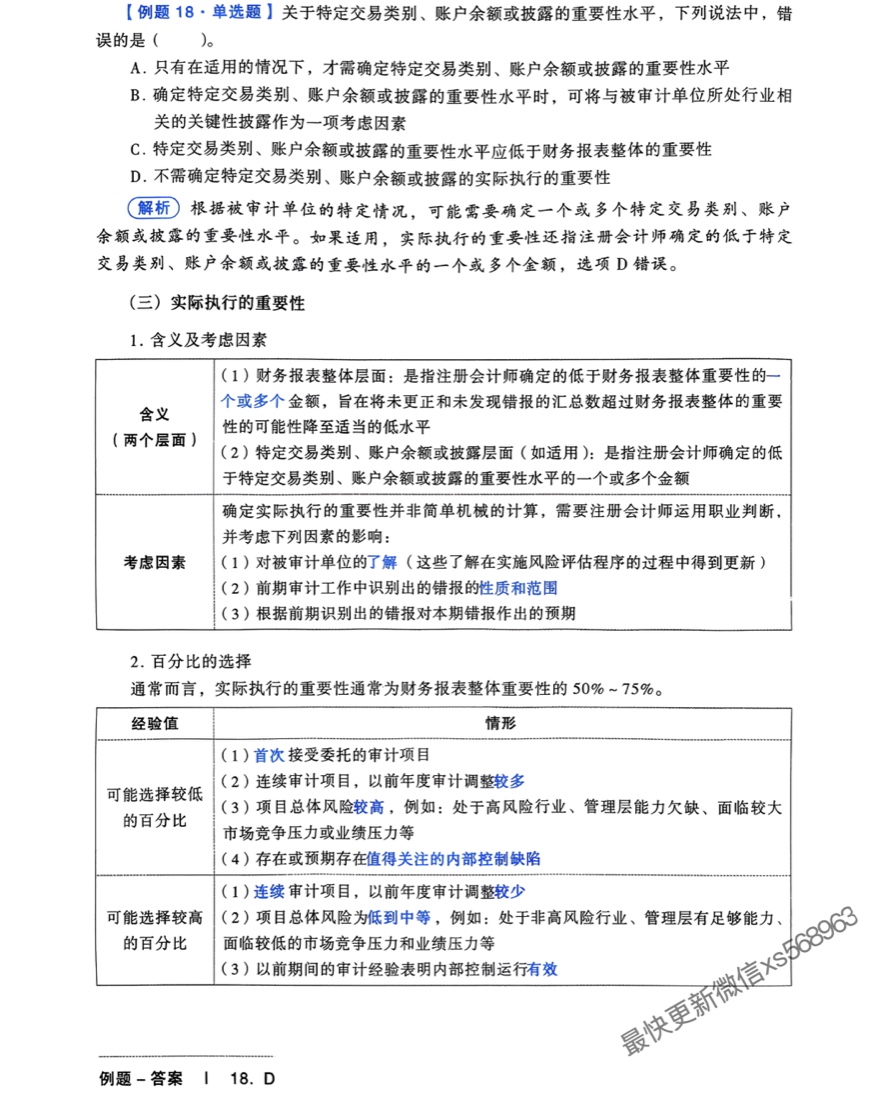 【例题 18·单选题】关于特定交易类别、账户余额或披露的重要性水平，下列说法中，错
误的是（　　）。
A. 只有在适用的情况下，才需确定特定交易类别、账户余额或披露的重要性水平
B. 确定特定交易类别、账户余额或披露的重要性水平时，可将与被审计单位所处行业相
关的关键性披露作为一项考虑因素
C. 特定交易类别、账户余额或披露的重要性水平应低于财务报表整体的重要性
D. 不需确定特定交易类别、账户余额或披露的实际执行的重要性
解析 根据被审计单位的特定情况，可能需要确定一个或多个特定交易类别、账户
余额或披露的重要性水平。如果适用，实际执行的重要性还指注册会计师确定的低于特定
交易类别、账户余额或披露的重要性水平的一个或多个金额，选项 D 错误。
（三）实际执行的重要性
1. 含义及考虑因素
含义
（两个层面）
（1）财务报表整体层面：是指注册会计师确定的低于财务报表整体重要性的一
个或多个金额，旨在将未更正和未发现错报的汇总数超过财务报表整体的重要
性的可能性降至适当的低水平
（2）特定交易类别、账户余额或披露层面（如适用）：是指注册会计师确定的低
于特定交易类别、账户余额或披露的重要性水平的一个或多个金额
考虑因素
确定实际执行的重要性并非简单机械的计算，需要注册会计师运用职业判断，
并考虑下列因素的影响：
（1）对被审计单位的了解（这些了解在实施风险评估程序的过程中得到更新）
（2）前期审计工作中识别出的错报的性质和范围
（3）根据前期识别出的错报对本期错报作出的预期
2. 百分比的选择
通常而言，实际执行的重要性通常为财务报表整体重要性的 50% ~ 75%。
经验值 情形
可能选择较低
的百分比
（1）首次接受委托的审计项目
（2）连续审计项目，以前年度审计调整较多
（3）项目总体风险较高，例如：处于高风险行业、管理层能力欠缺、面临较大
市场竞争压力或业绩压力等
（4）存在或预期存在值得关注的内部控制缺陷
可能选择较高
的百分比
（1）连续审计项目，以前年度审计调整较少
（2）项目总体风险为低到中等，例如：处于非高风险行业、管理层有足够能力、
面临较低的市场竞争压力和业绩压力等
（3）以前期间的审计经验表明内部控制运行有效
最快更新微信xs568963
例题 – 答案 | 18. D